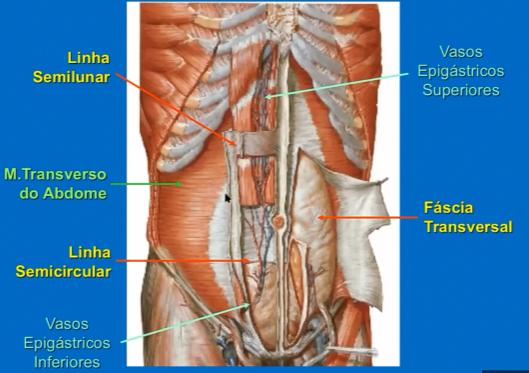 Linha
Semilunar
Vasos
Epigástricos
Superiores
M.Transverso
do Abdome
Fáscia
Transversal
Linha
Semicircular
Vasos
Epigástricos
Inferiores